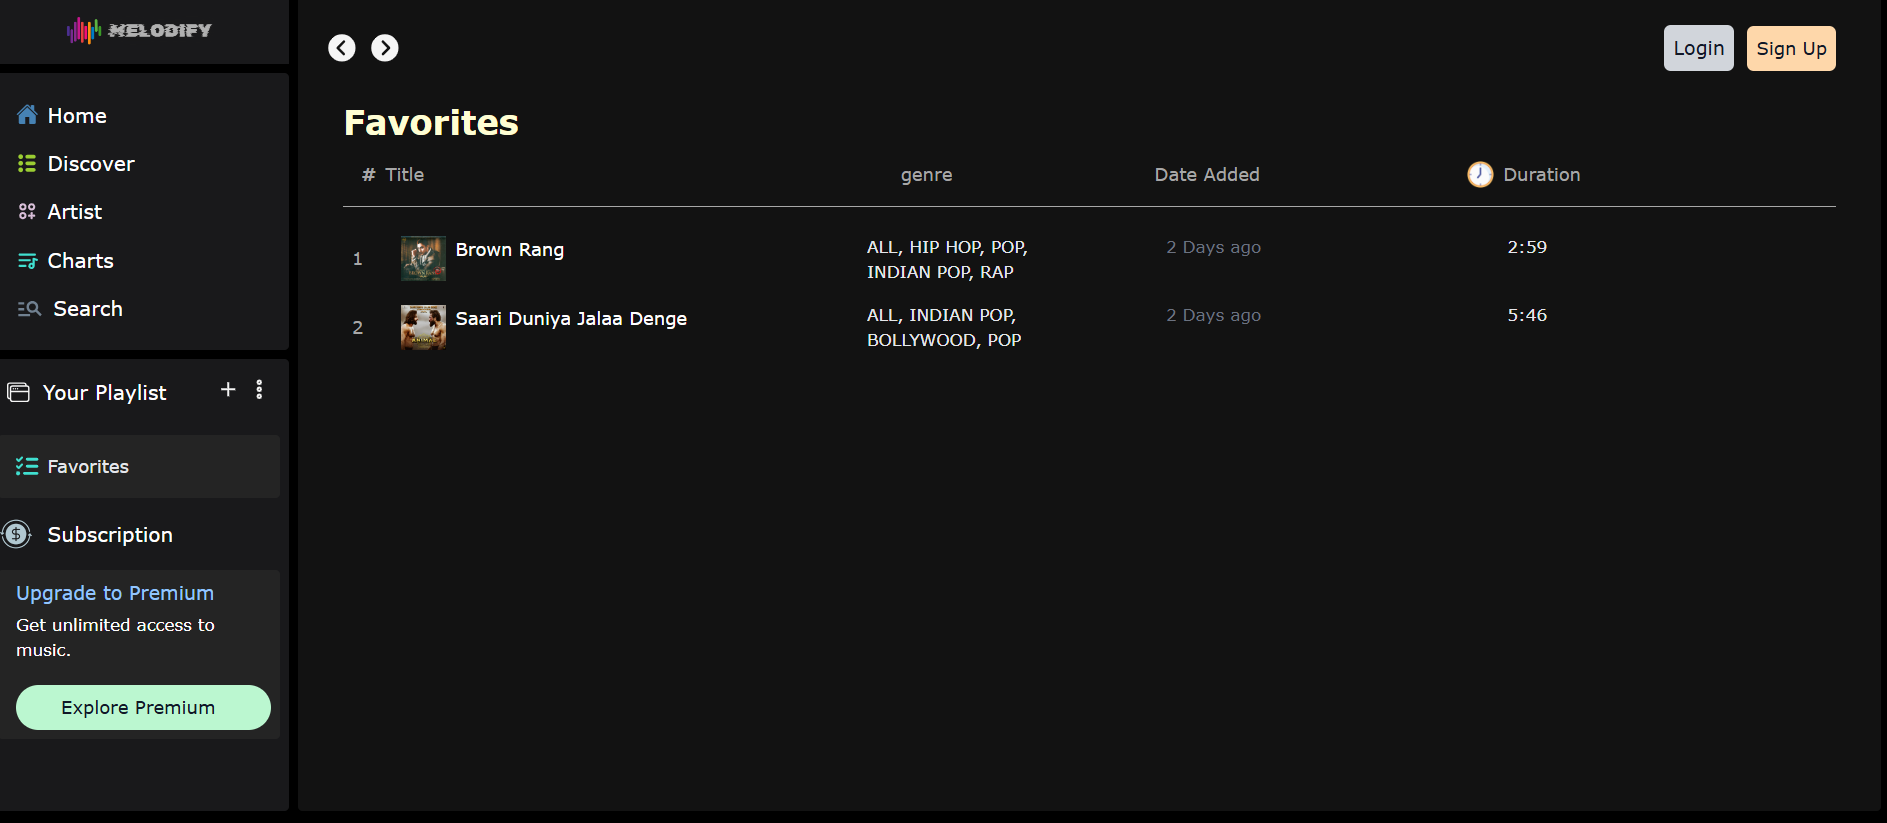 MELODIFY
Login
Sign Up
Home
Discover
Artist
Charts
Search
Your Playlist
Favorites
Subscription
Upgrade to Premium
Get unlimited access to
music.
Explore Premium
Favorites
# Title genre Date Added Duration
1 Brown Rang ALL, HIP HOP, POP, 2 Days ago 2:59
INDIAN POP, RAP
2 Saari Duniya Jalaa Denge ALL, INDIAN POP, 2 Days ago 5:46
BOLLYWOOD, POP
ANIMAL